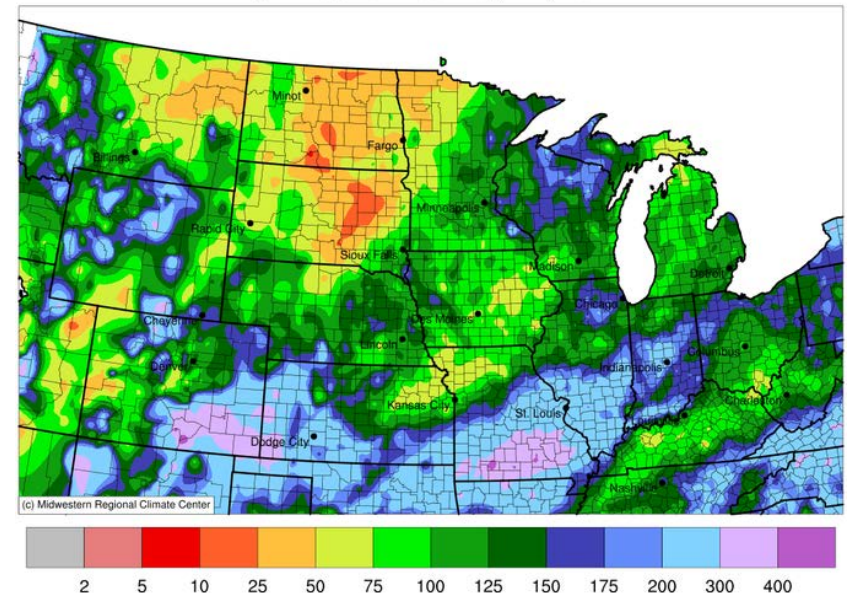 Minot
Fargo
Billings
Minneapolis
Rapid City
Sioux Falls
Madison
Detroit
Chicago
Cheyenne
Des Moines
Lincoln
Columbus
Denver
Indianapolis
Charleston
Kansas City
St. Louis
Dodge City
Nashville
(c) Midwestern Regional Climate Center
2 5 10 25 50 75 100 125 150 175 200 300 400